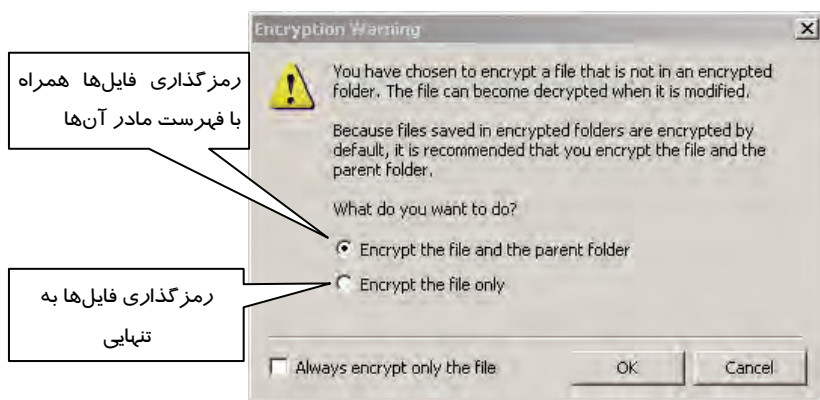 Encryption Warning
رمزگذاری فایل‌ها همراه
با فهرست مادر آن‌ها
You have chosen to encrypt a file that is not in an encrypted
folder. The file can become decrypted when it is modified.
Because files saved in encrypted folders are encrypted by
default, it is recommended that you encrypt the file and the
parent folder.
What do you want to do?
Encrypt the file and the parent folder
Encrypt the file only
رمزگذاری فایل‌ها به
تنهایی
Always encrypt only the file
OK
Cancel